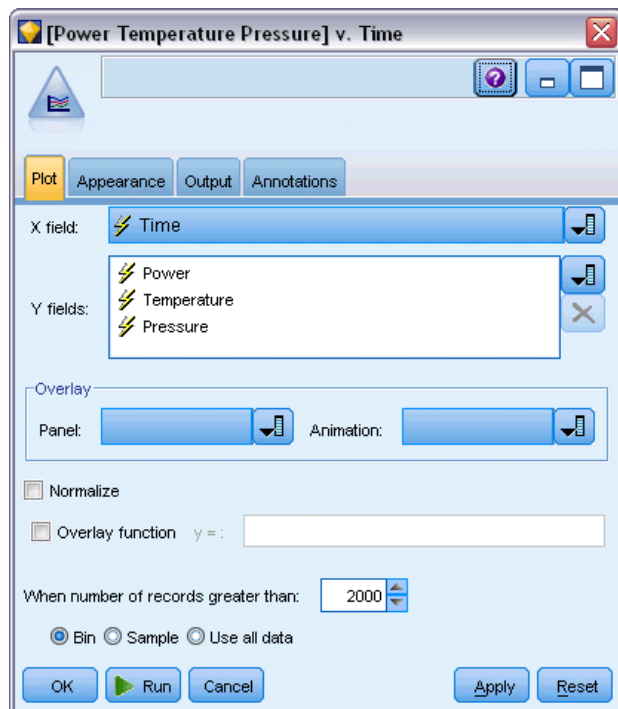 [Power Temperature Pressure] v. Time
Plot Appearance Output Annotations
X field: Time
Y fields:
Power
Temperature
Pressure
Overlay
Panel: Animation:
Normalize
Overlay function y = :
When number of records greater than: 2000
Bin Sample Use all data
OK Run Cancel Apply Reset